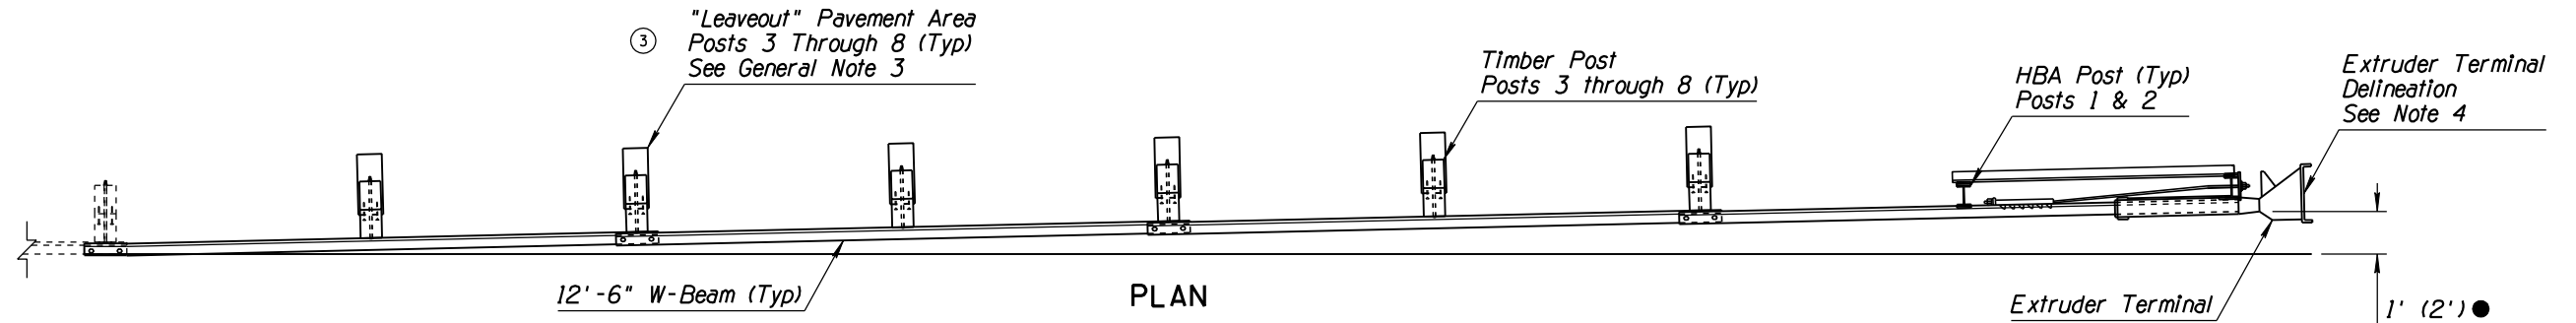 ③
"Leaveout" Pavement Area
Posts 3 Through 8 (Typ)
See General Note 3
Timber Post
Posts 3 through 8 (Typ)
HBA Post (Typ)
Posts 1 & 2
Extruder Terminal
Delineation
See Note 4
12'-6" W-Beam (Typ)
PLAN
Extruder Terminal
1' (2') ●